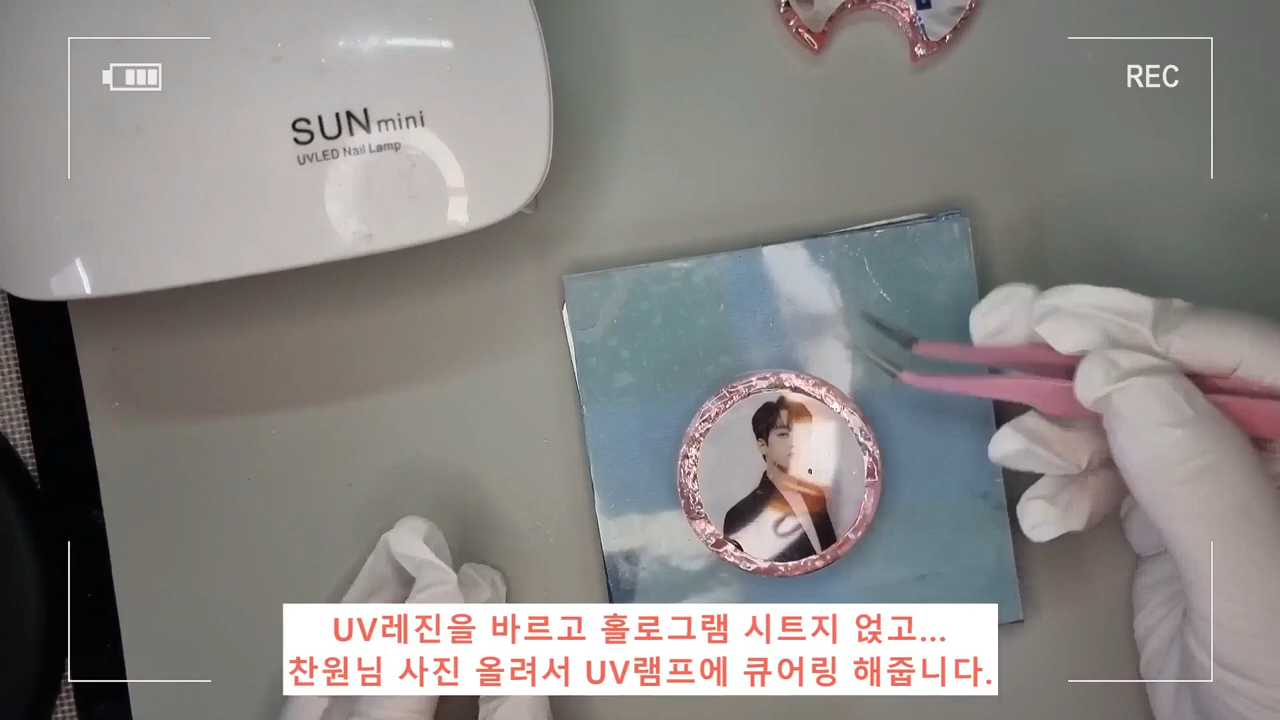 REC
SUN mini
UVLED Nail Lamp
UV레진을 바르고 홀로그램 시트지 얹고...
찬원님 사진 올려서 UV램프에 큐어링 해줍니다.